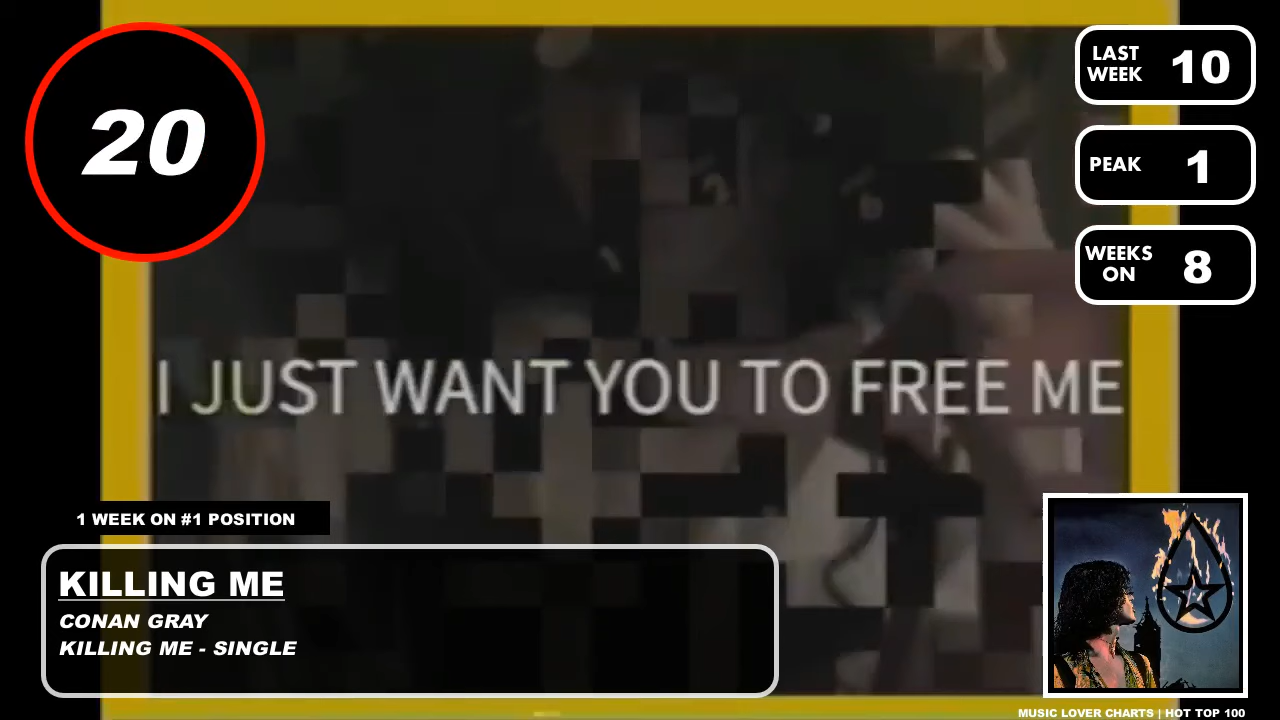 20
LAST
WEEK
10
PEAK
1
WEEKS
ON
8
I JUST WANT YOU TO FREE ME
1 WEEK ON #1 POSITION
KILLING ME
CONAN GRAY
KILLING ME - SINGLE
MUSIC LOVER CHARTS | HOT TOP 100